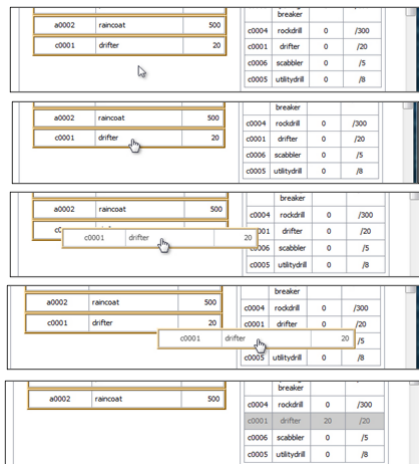 breaker
a0002 raincoat 500
c0004 rockdrill 0 /300
c0001 drifter 20
c0001 drifter 0 /20
c0006 scabbler 0 /5
c0005 utilitydrill 0 /8
breaker
a0002 raincoat 500
c0004 rockdrill 0 /300
c0001 drifter 20
c0001 drifter 0 /20
c0006 scabbler 0 /5
c0005 utilitydrill 0 /8
breaker
a0002 raincoat 500
c0004 rockdrill 0 /300
c0001 drifter 20
drifter 0 /20
scabbler 0 /5
c0005 utilitydrill 0 /8
breaker
a0002 raincoat 500
c0004 rockdrill 0 /300
c0001 drifter 20
c0001 drifter 0 /20
c0001 drifter 20
/5
c0005 utilitydrill 0 /8
breaker
a0002 raincoat 500
c0004 rockdrill 0 /300
c0001 drifter 20 /20
c0006 scabbler 0 /5
c0005 utilitydrill 0 /8